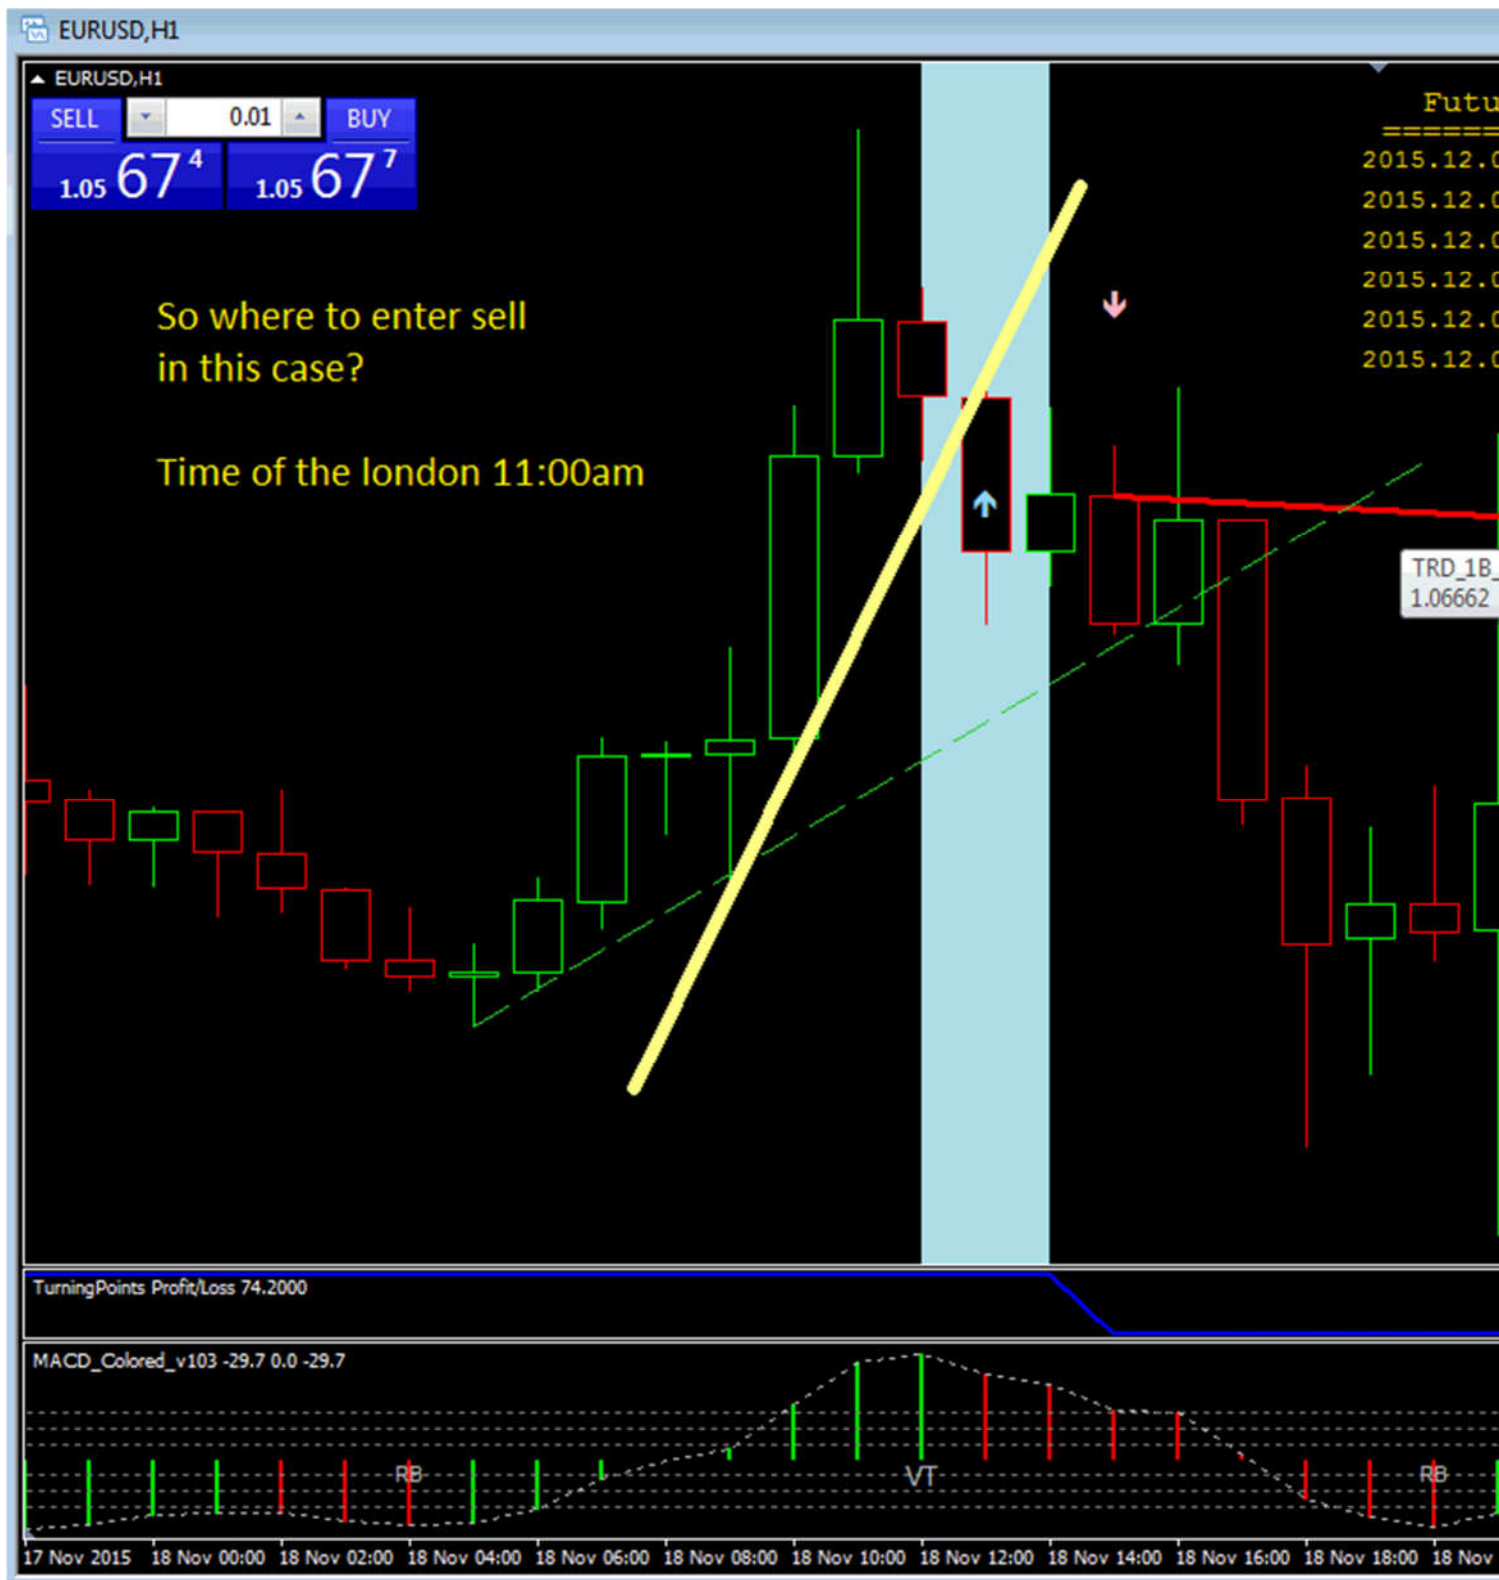 EURUSD,H1
EURUSD,H1
SELL 0.01 BUY
1.05 67 4 1.05 67 7
Futu
=======
2015.12.0
2015.12.0
2015.12.0
2015.12.0
2015.12.0
2015.12.0
So where to enter sell
in this case?
Time of the london 11:00am
TRD_1B_
1.06662
TurningPoints Profit/Loss 74.2000
MACD_Colored_v103 -29.7 0.0 -29.7
RB VT RB
17 Nov 2015 18 Nov 00:00 18 Nov 02:00 18 Nov 04:00 18 Nov 06:00 18 Nov 08:00 18 Nov 10:00 18 Nov 12:00 18 Nov 14:00 18 Nov 16:00 18 Nov 18:00 18 Nov